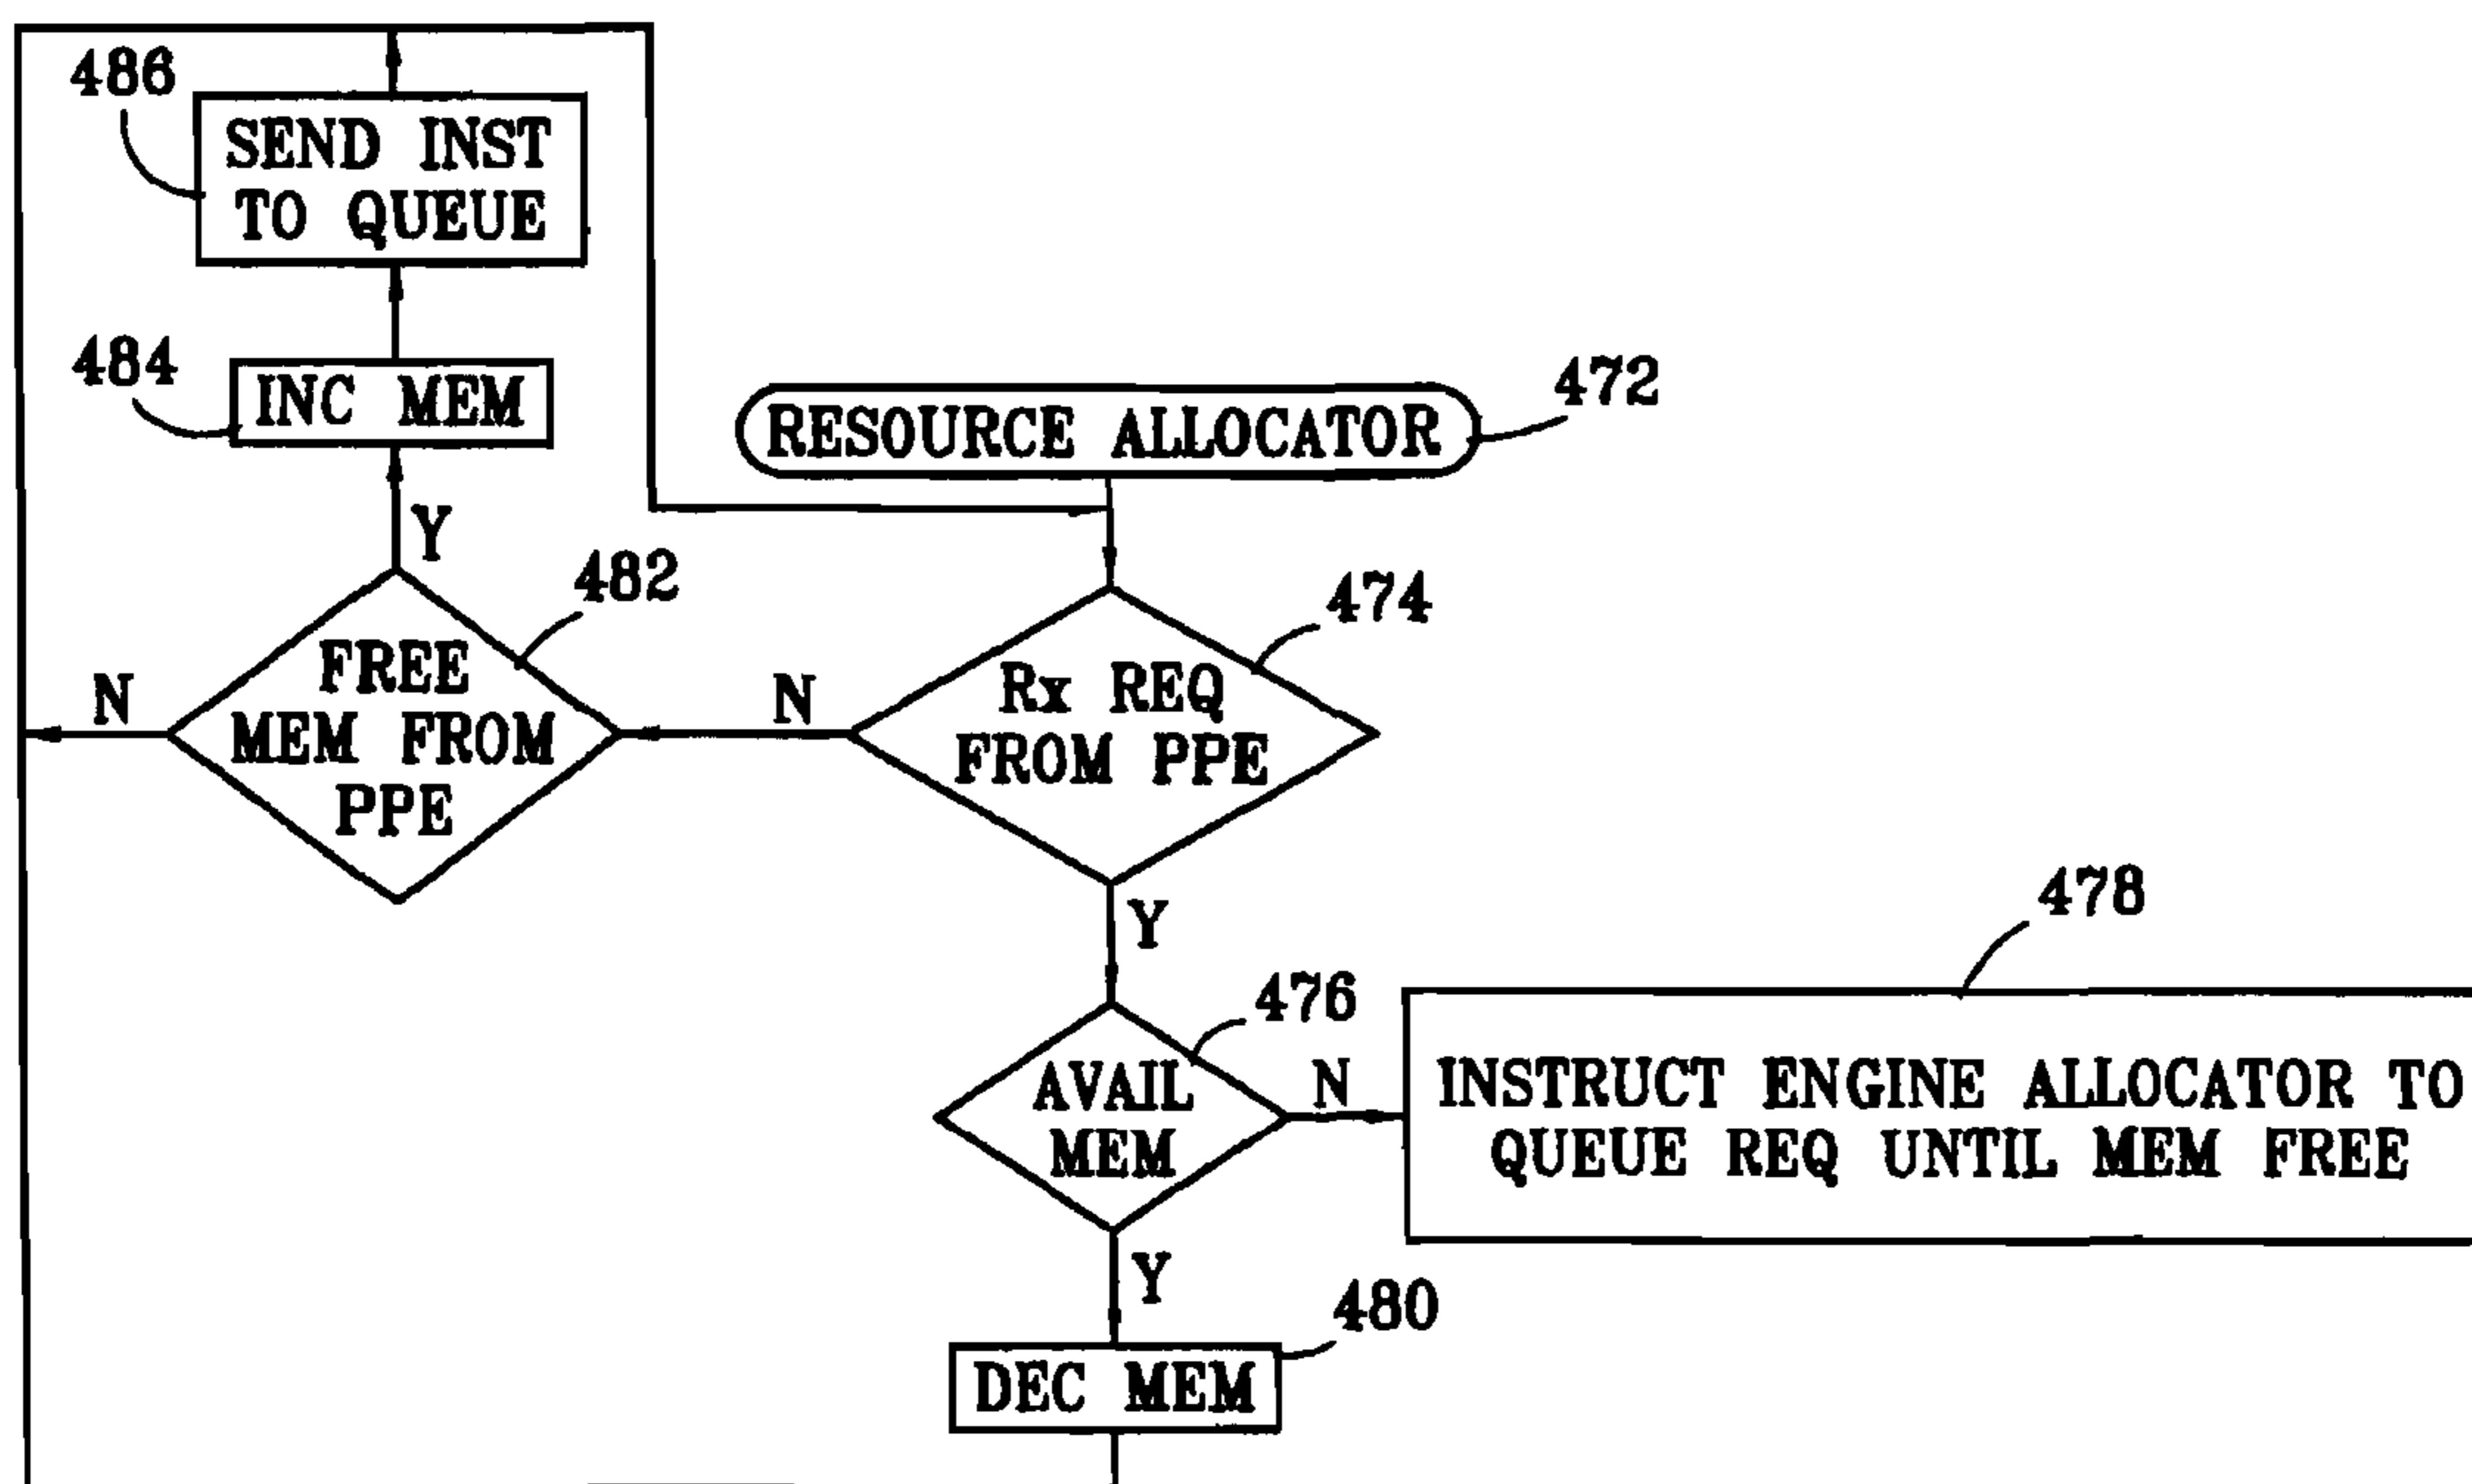 486
SEND INST
TO QUEUE
484
INC MEM
RESOURCE ALLOCATOR
472
Y
482
474
FREE
MEM FROM
PPE
N
N
Rx REQ
FROM PPE
Y
478
476
AVAIL
MEM
N
INSTRUCT ENGINE ALLOCATOR TO
QUEUE REQ UNTIL MEM FREE
Y
480
DEC MEM